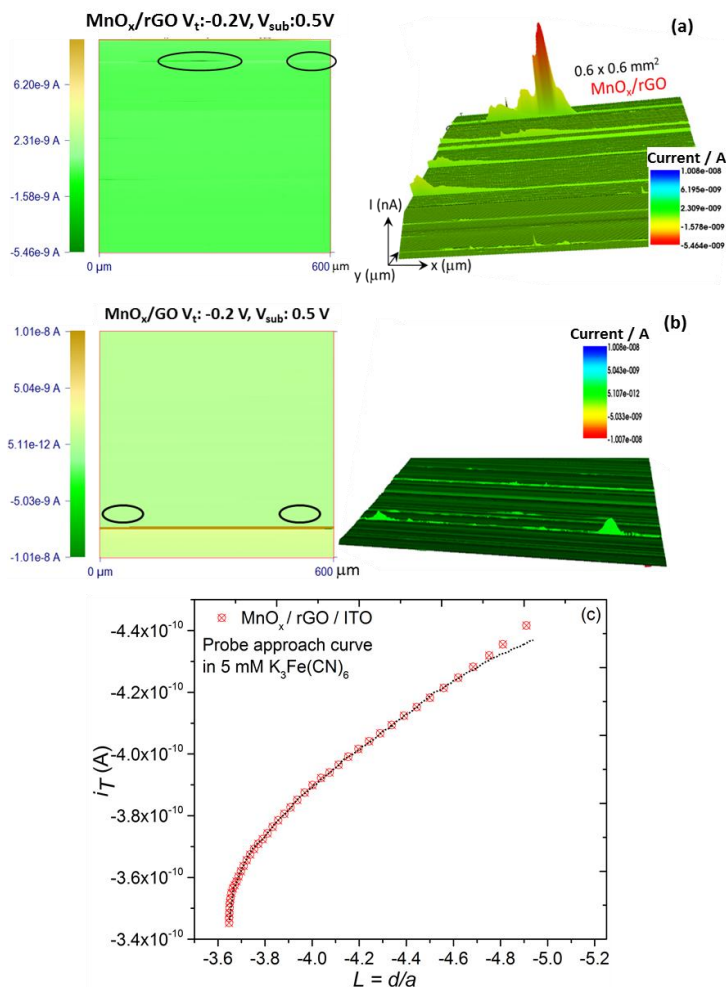 MnOx/rGO Vt:-0.2V, Vsub:0.5V
6.20e-9 A
2.31e-9 A
-1.58e-9 A
-5.46e-9 A
0 µm
600 µm
(a)
0.6 x 0.6 mm2
MnOx/rGO
Current / A
1.008e-008
6.195e-009
2.309e-009
-1.578e-009
-5.464e-009
I (nA)
y (µm)
x (µm)
MnOx/GO Vt: -0.2 V, Vsub: 0.5 V
1.01e-8 A
5.04e-9 A
5.11e-12 A
-5.03e-9 A
-1.01e-8 A
0 µm
600 µm
(b)
Current / A
1.008e-008
5.043e-009
5.107e-012
-5.033e-009
-1.007e-008
(c)
MnOx / rGO / ITO
Probe approach curve
in 5 mM K3Fe(CN)6
iT (A)
-4.4x10-10
-4.2x10-10
-4.0x10-10
-3.8x10-10
-3.6x10-10
-3.4x10-10
-3.6 -3.8 -4.0 -4.2 -4.4 -4.6 -4.8 -5.0 -5.2
L = d/a